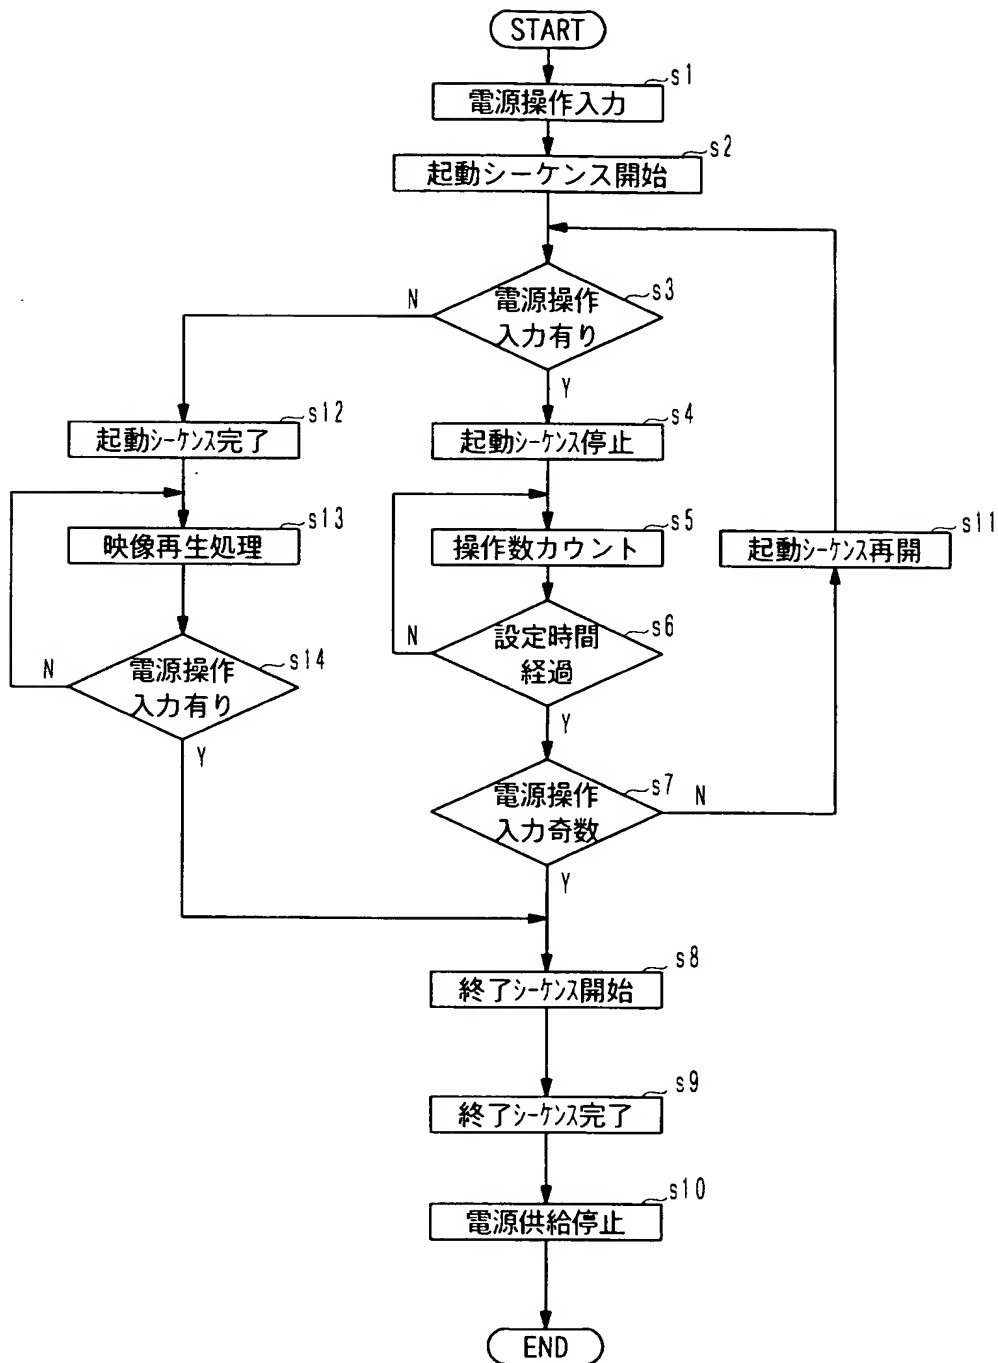 START
s1
電源操作入力
s2
起動シーケンス開始
s3
電源操作
入力有り
N
Y
s12
起動シーケンス完了
s4
起動シーケンス停止
s13
映像再生処理
s5
操作数カウント
s11
起動シーケンス再開
s14
電源操作
入力有り
N
Y
s6
設定時間
経過
N
Y
s7
電源操作
入力奇数
N
Y
s8
終了シーケンス開始
s9
終了シーケンス完了
s10
電源供給停止
END